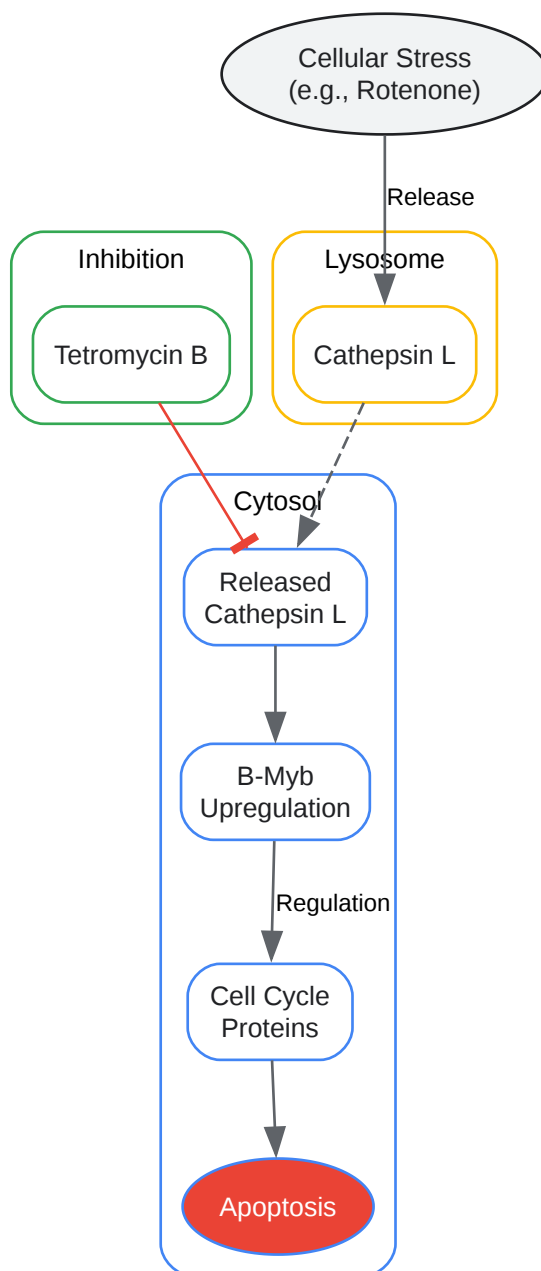 Cellular Stress
(e.g., Rotenone)
Release
Inhibition
Lysosome
Tetromycin B
Cathepsin L
Cytosol
Released
Cathepsin L
B-Myb
Upregulation
Regulation
Cell Cycle
Proteins
Apoptosis